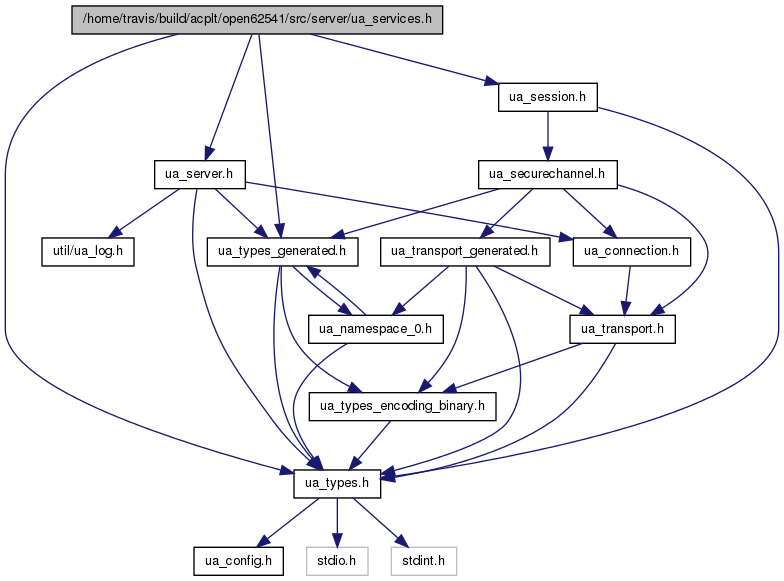 /home/travis/build/acplt/open62541/src/server/ua_services.h
ua_session.h
ua_server.h
ua_securechannel.h
util/ua_log.h
ua_types_generated.h
ua_transport_generated.h
ua_connection.h
ua_namespace_0.h
ua_transport.h
ua_types_encoding_binary.h
ua_types.h
ua_config.h
stdio.h
stdint.h